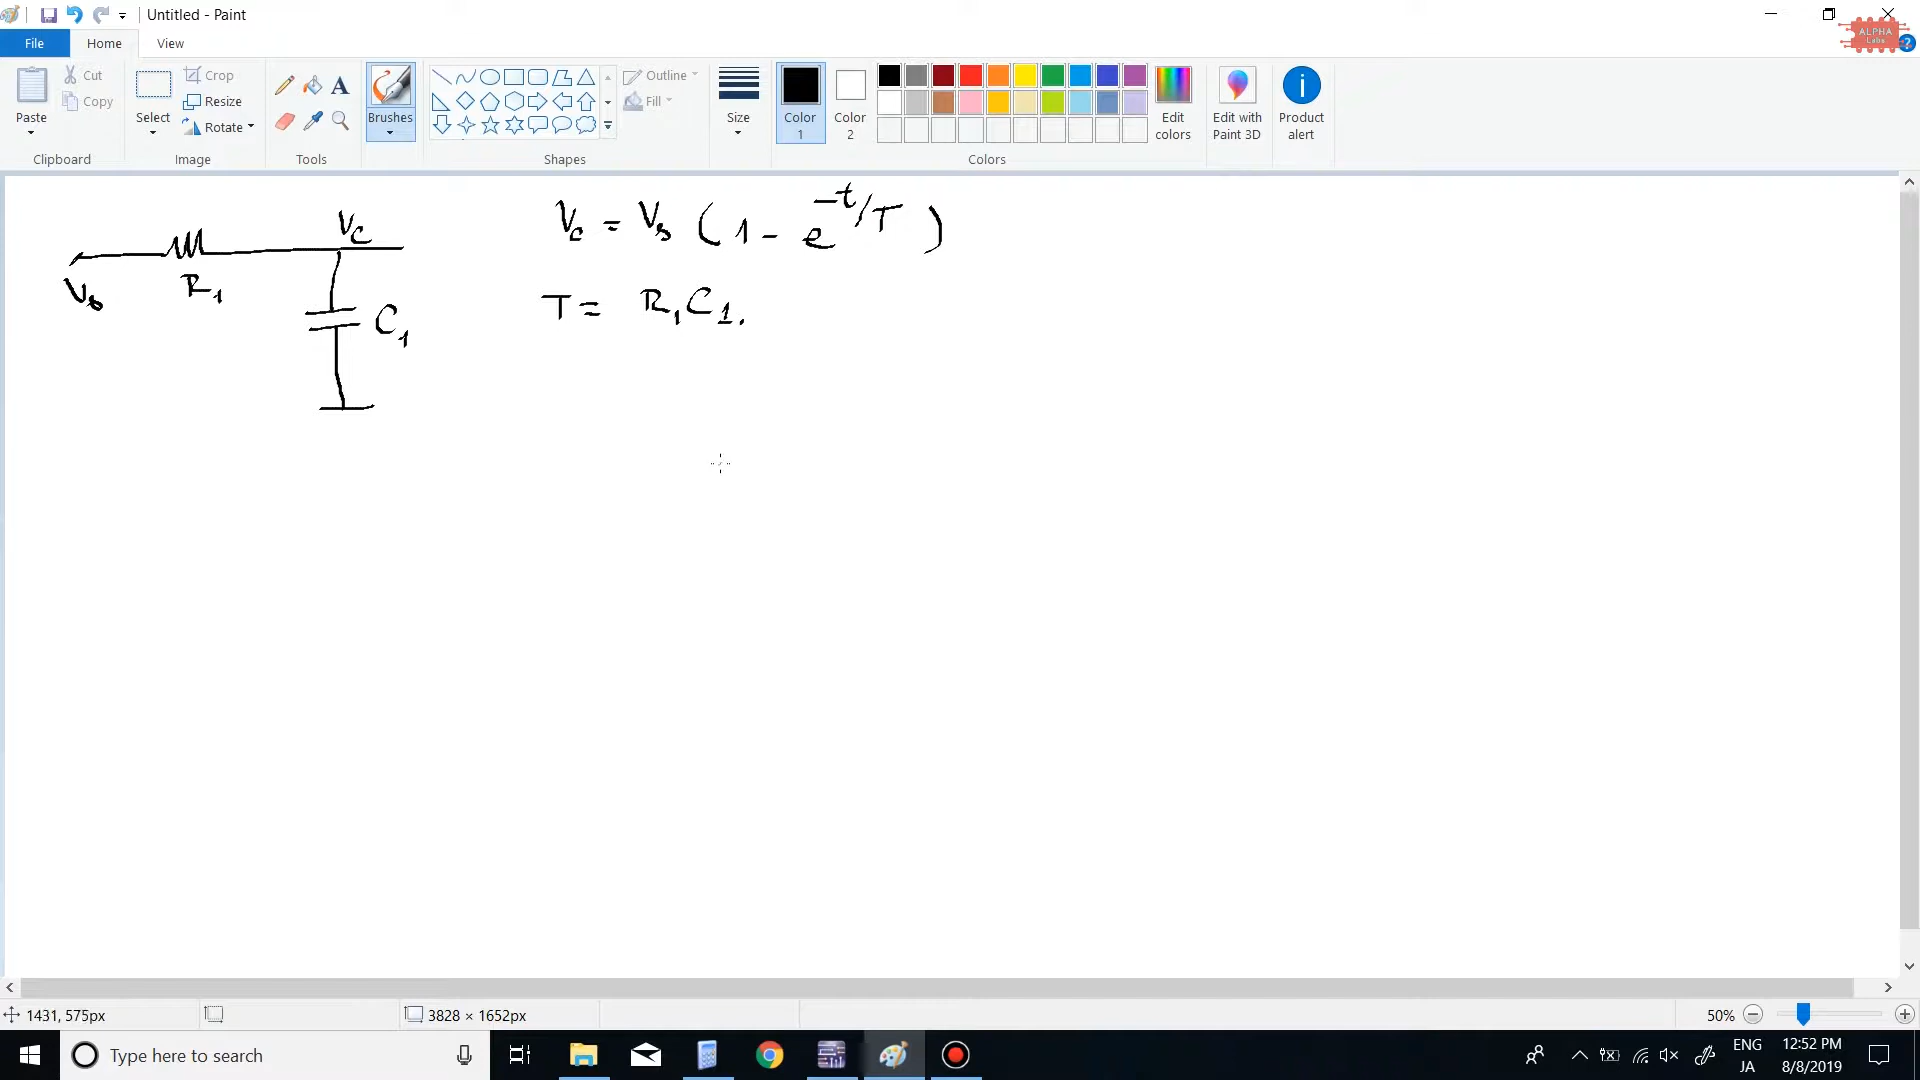 Untitled - Paint
ALPHA
Labs
File Home View
Paste
Cut
Copy
Clipboard
Select
Crop
Resize
Rotate
Image
Tools
Brushes
Outline
Fill
Shapes
Size
Color
1
Color
2
Colors
Edit
colors
Edit with
Paint 3D
Product
alert
Vc
Vs
R1
C1
Vc = Vs ( 1 - e^-t/T )
T = R1C1.
1431, 575px
3828 × 1652px
50%
Type here to search
ENG
JA
12:52 PM
8/8/2019